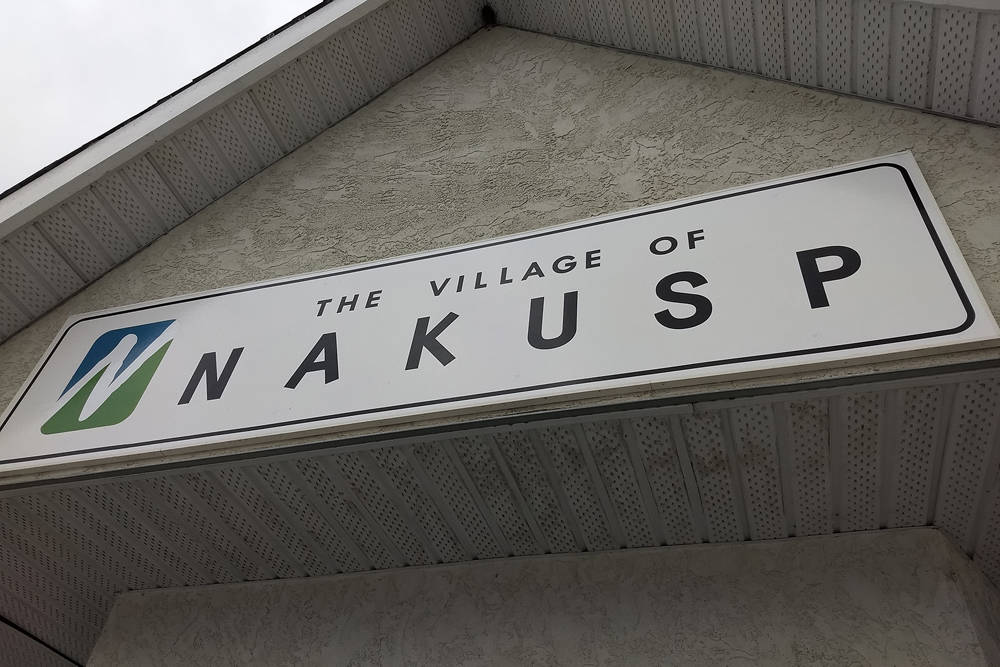 THE VILLAGE OF
NAKUSP